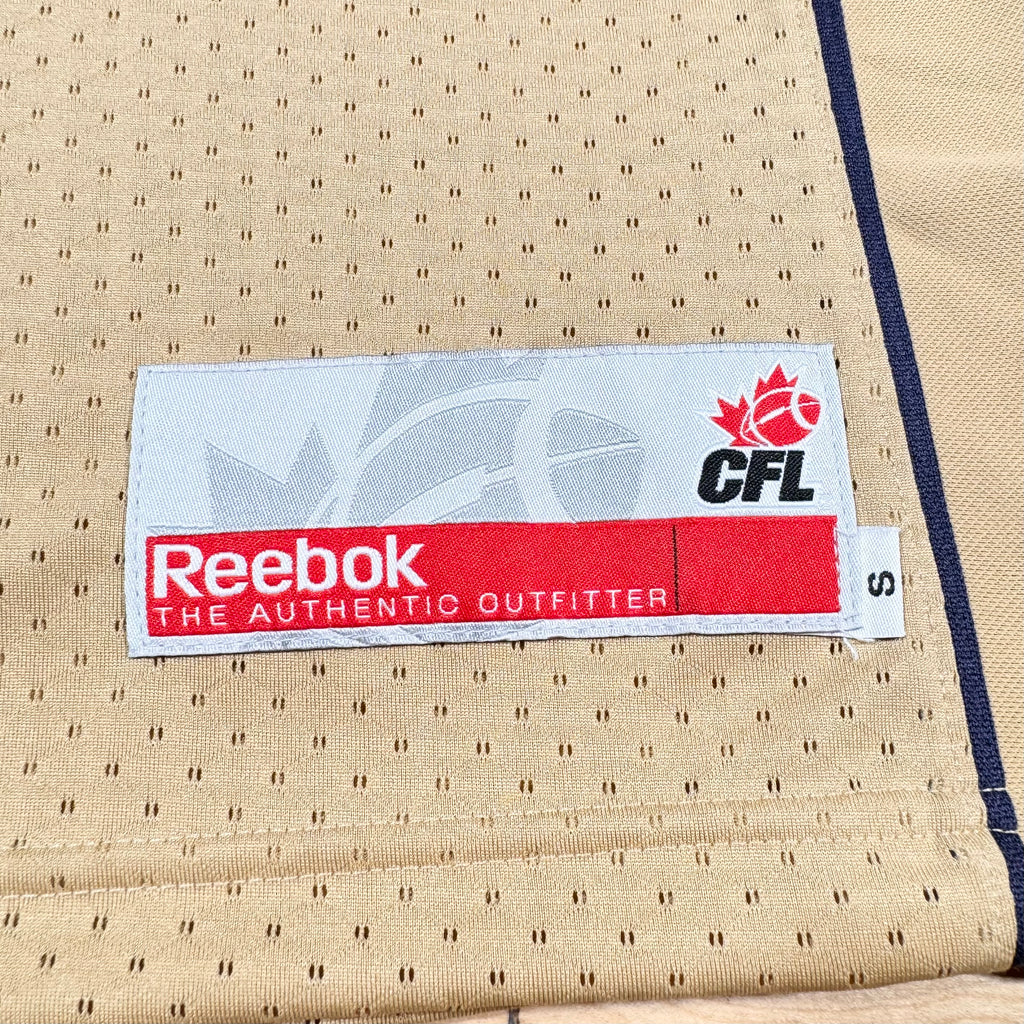 CFL
Reebok
THE AUTHENTIC OUTFITTER
S